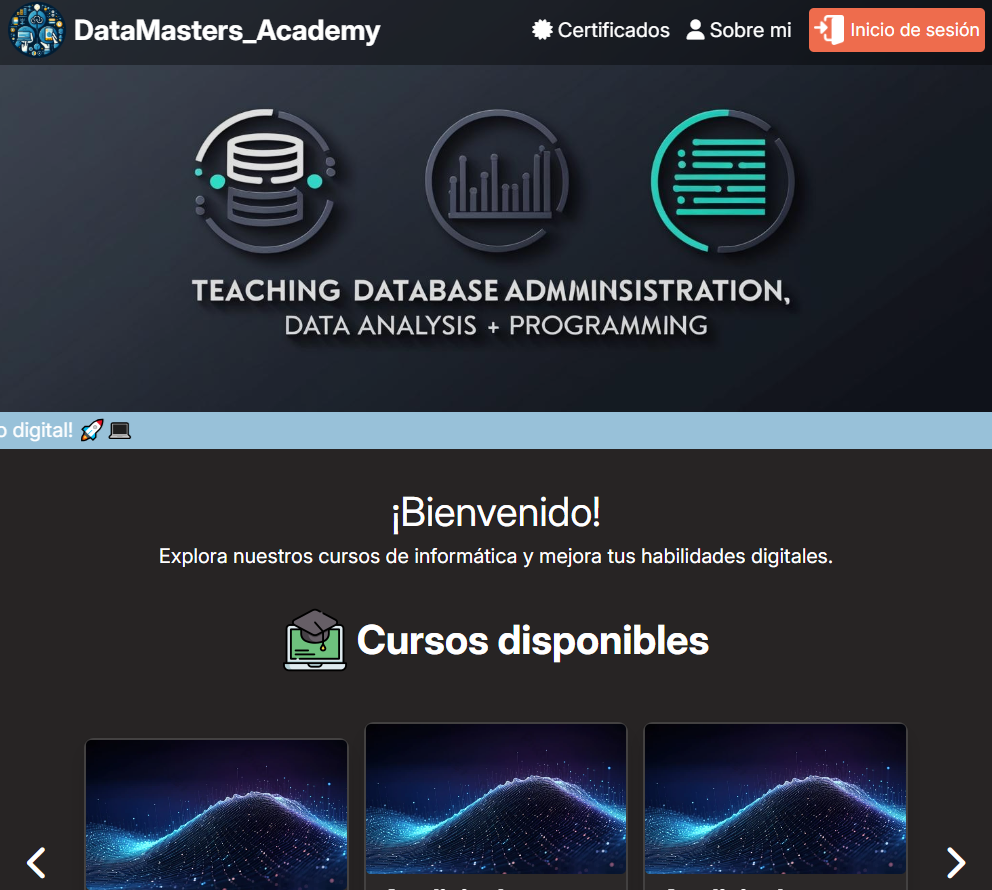 DataMasters_Academy
Certificados
Sobre mi
Inicio de sesión
TEACHING DATABASE ADMMINSISTRATION,
DATA ANALYSIS + PROGRAMMING
digital! 🚀 💻
¡Bienvenido!
Explora nuestros cursos de informática y mejora tus habilidades digitales.
Cursos disponibles